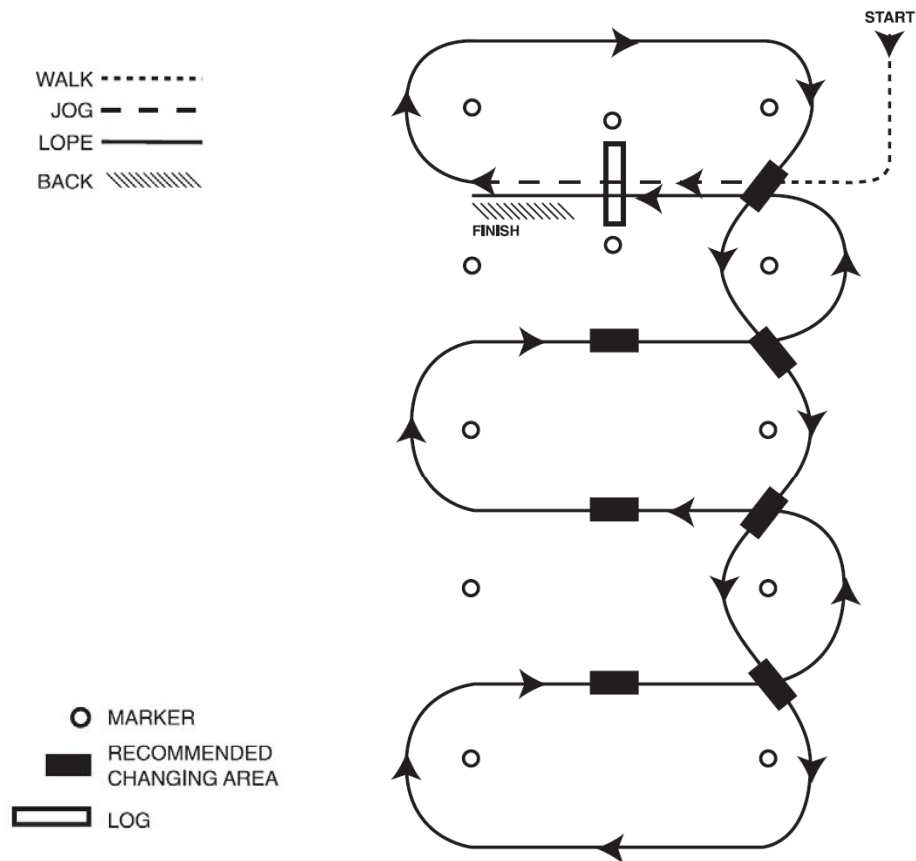 START
WALK
JOG
LOPE
BACK
FINISH
MARKER
RECOMMENDED
CHANGING AREA
LOG